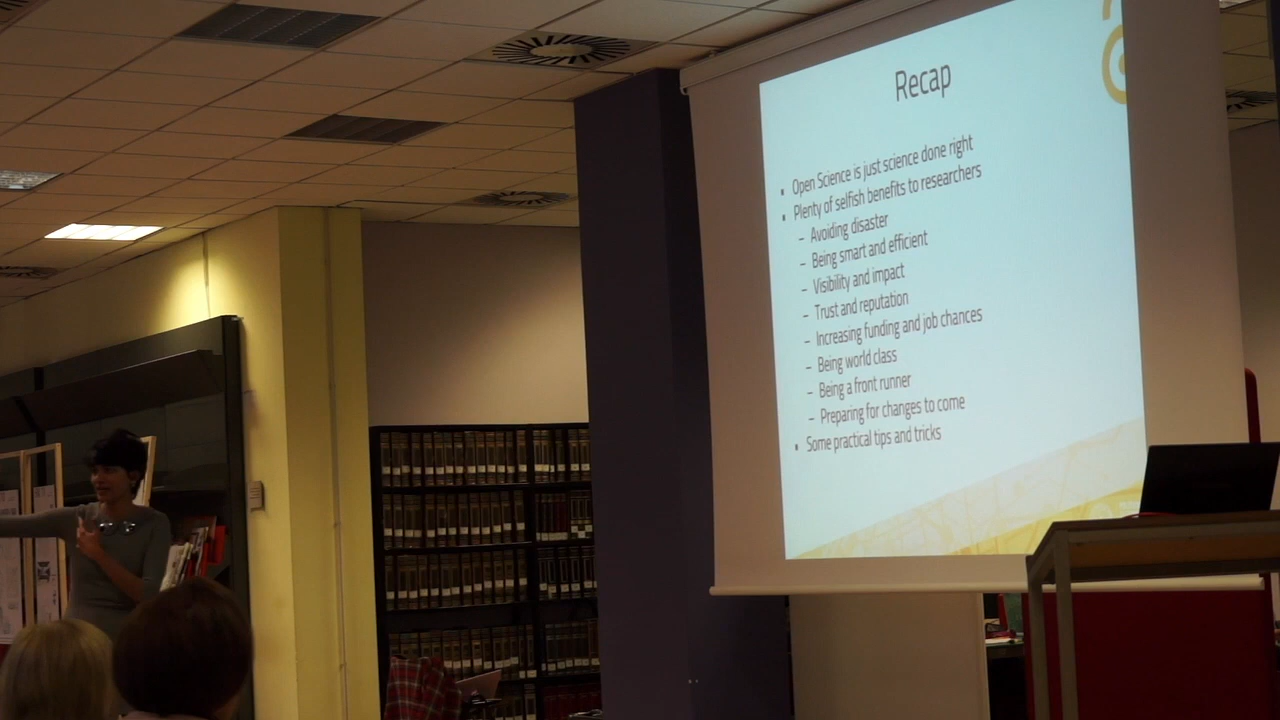 Recap
▪ Open Science is just science done right
▪ Plenty of selfish benefits to researchers
– Avoiding disaster
– Being smart and efficient
– Visibility and impact
– Trust and reputation
– Increasing funding and job chances
– Being world class
– Being a front runner
– Preparing for changes to come
▪ Some practical tips and tricks